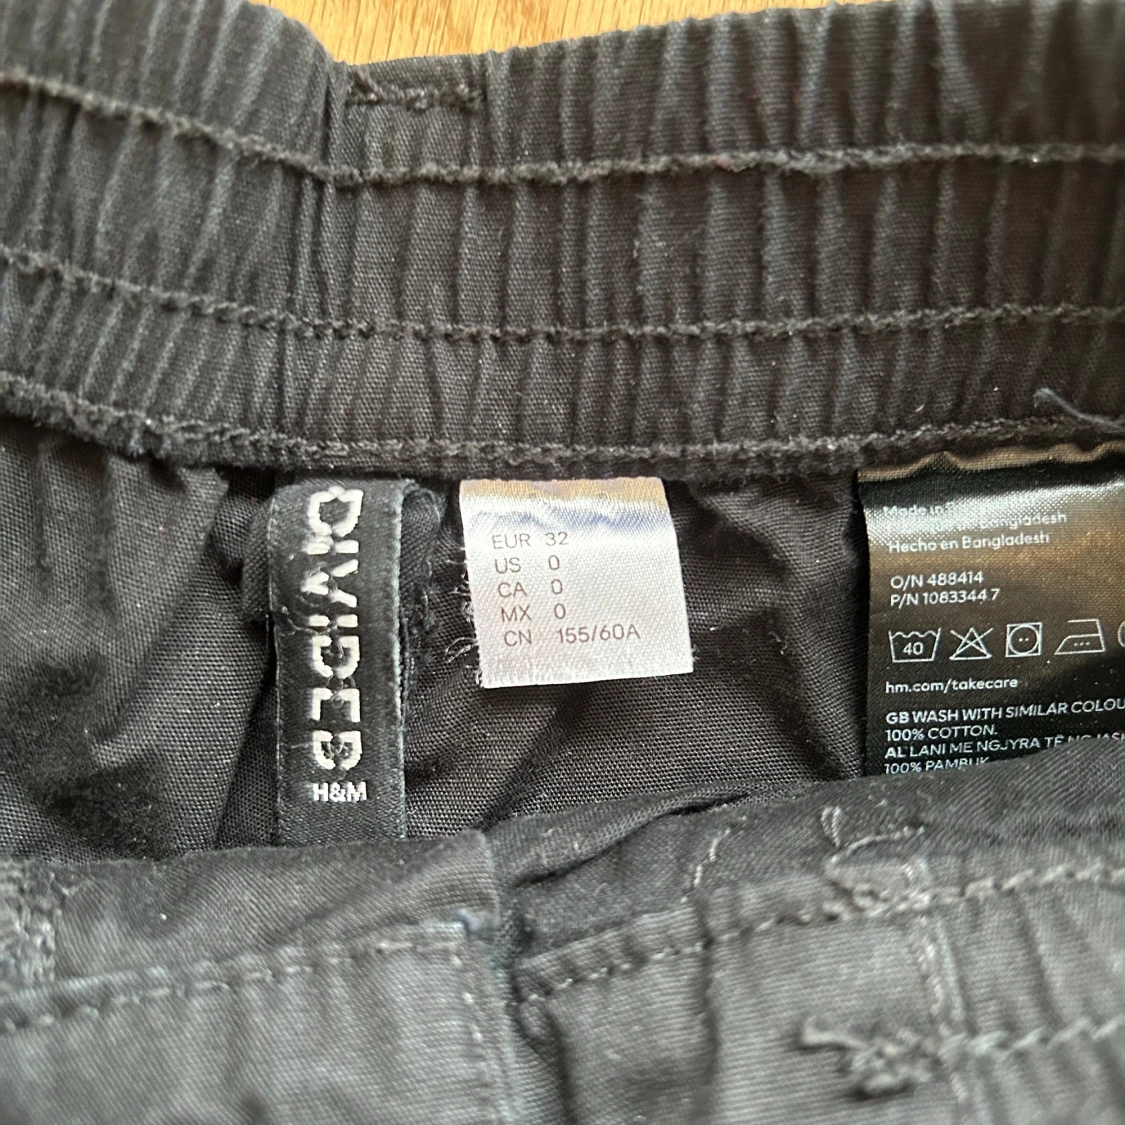 DIVIDED
H&M
EUR 32
US 0
CA 0
MX 0
CN 155/60A
Made in
Bangladesh
Hecho en Bangladesh
O/N 488414
P/N 1083344 7
40
hm.com/takecare
GB WASH WITH SIMILAR COLOU
100% COTTON.
AL LANI ME NGJYRA TË NGJASH
100% PAMBUK